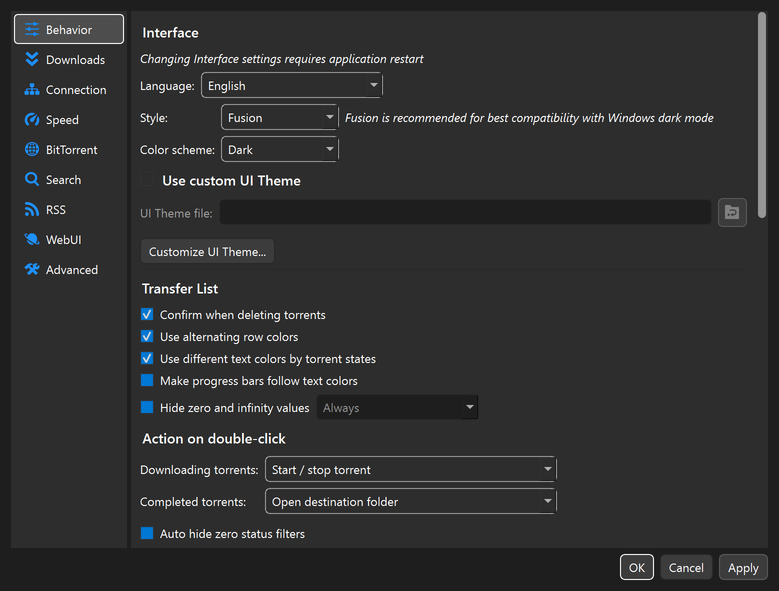 Behavior
Downloads
Connection
Speed
BitTorrent
Search
RSS
WebUI
Advanced
Interface
Changing Interface settings requires application restart
Language: English
Style: Fusion Fusion is recommended for best compatibility with Windows dark mode
Color scheme: Dark
Use custom UI Theme
UI Theme file:
Customize UI Theme...
Transfer List
Confirm when deleting torrents
Use alternating row colors
Use different text colors by torrent states
Make progress bars follow text colors
Hide zero and infinity values Always
Action on double-click
Downloading torrents: Start / stop torrent
Completed torrents: Open destination folder
Auto hide zero status filters
OK Cancel Apply